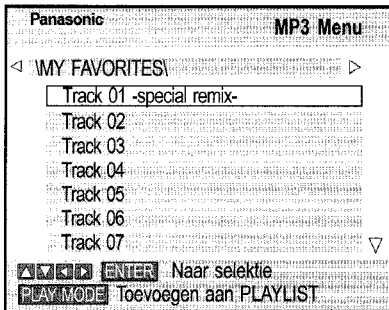 Panasonic
MP3 Menu
\MY FAVORITES\
Track 01 -special remix-
Track 02
Track 03
Track 04
Track 05
Track 06
Track 07
ENTER Naar selektie
PLAY MODE Toevoegen aan PLAYLIST